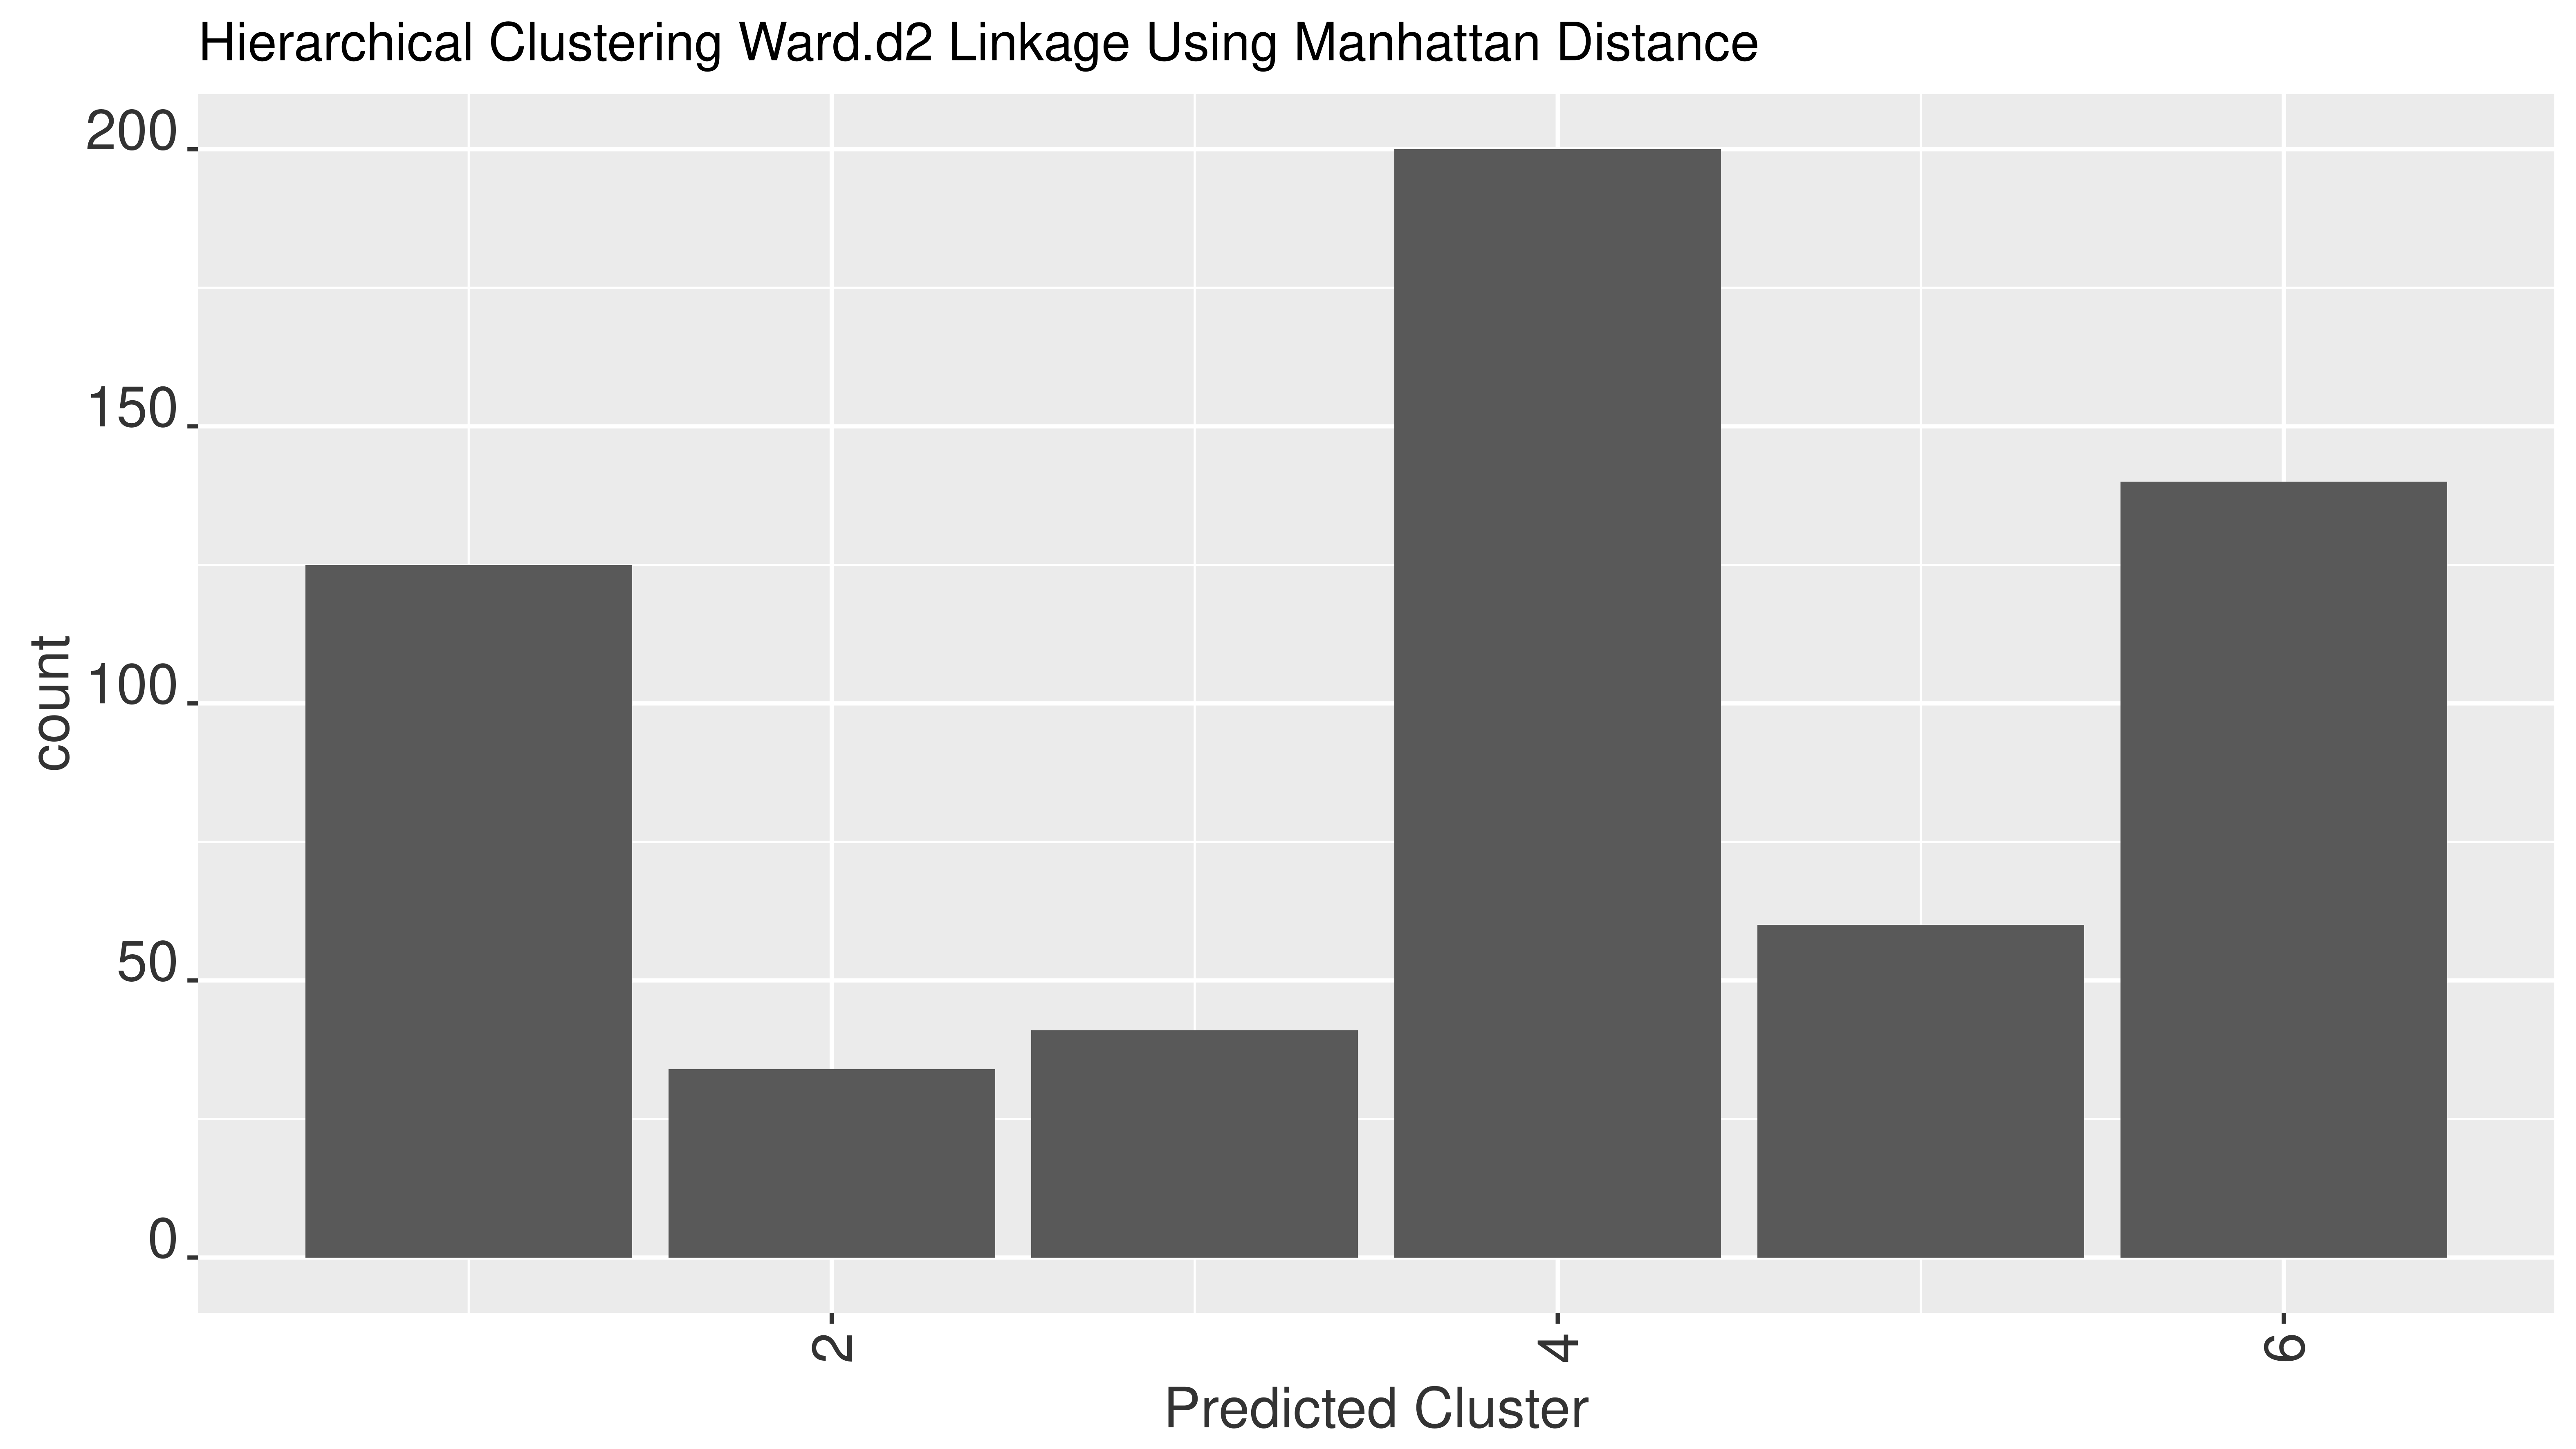 Hierarchical Clustering Ward.d2 Linkage Using Manhattan Distance
200
150
100
50
0
count
2
4
6
Predicted Cluster